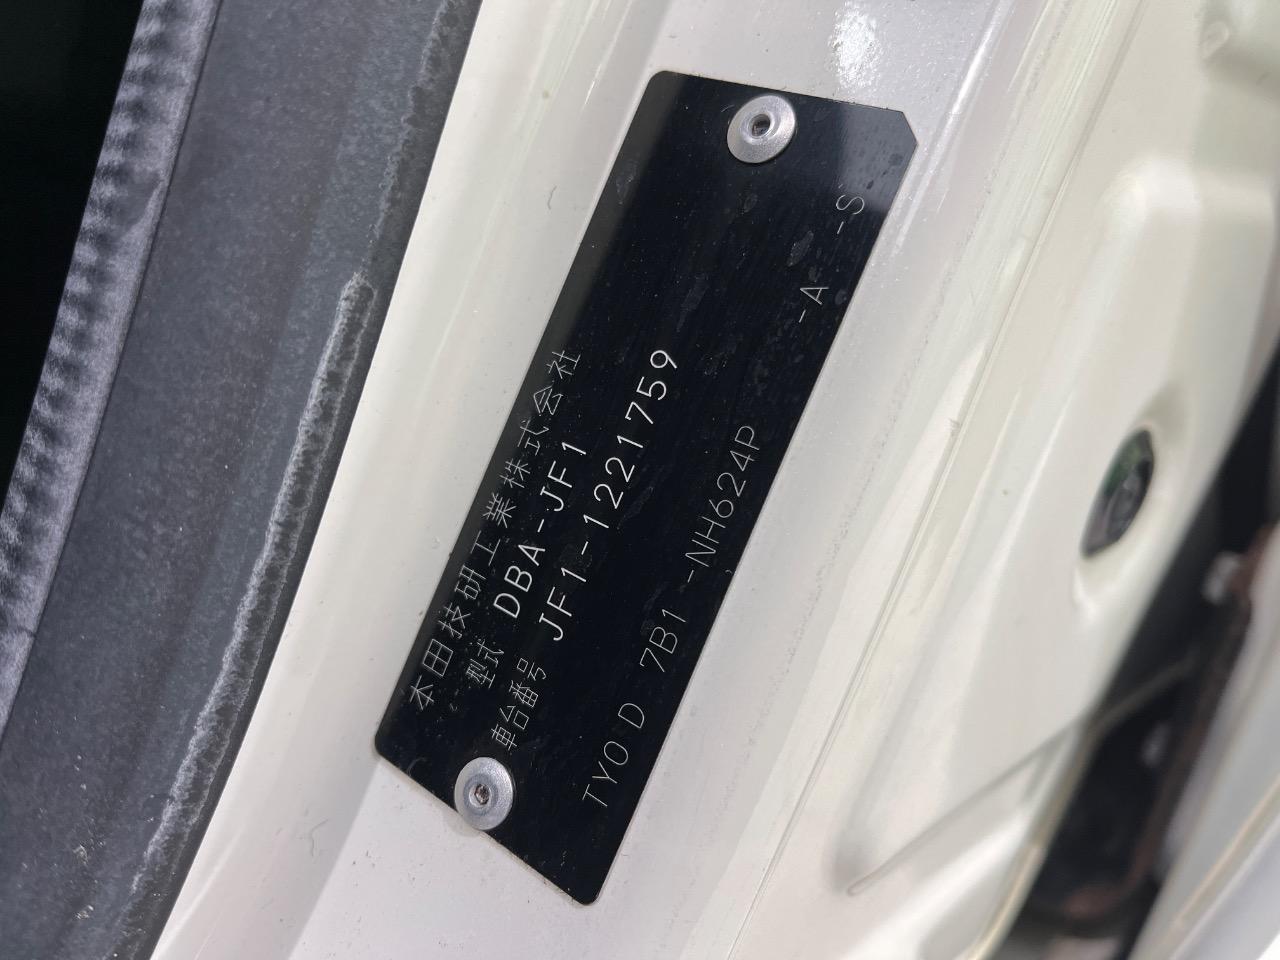 本田技研工業株式会社
型式 DBA-JF1
車台番号 JF1-1221759
TYO D 7B1 -NH624P -A -S